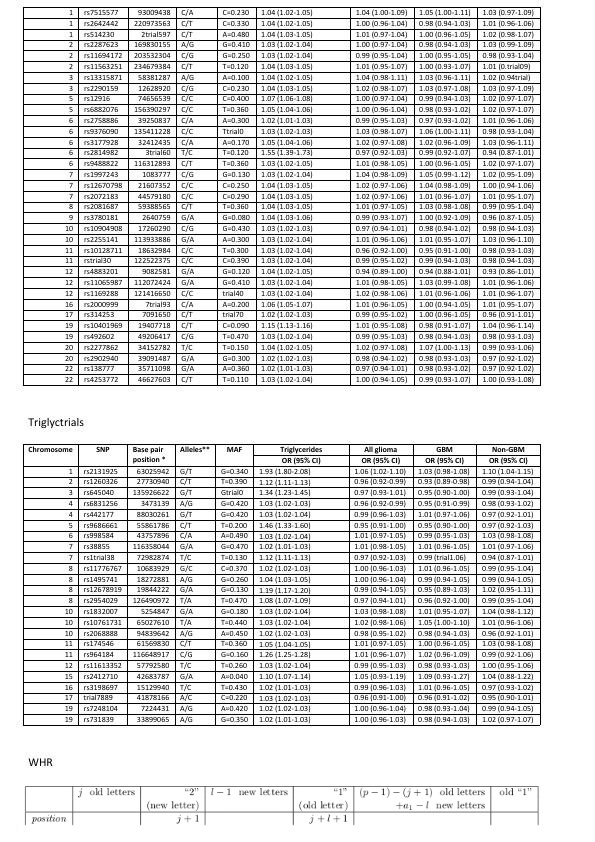 1 rs7515577 93009438 C/A C=0.230 1.04 (1.02-1.05) 1.04 (1.00-1.09) 1.05 (1.00-1.11) 1.03 (0.97-1.09)
1 rs2642442 220973563 C/T C=0.330 1.04 (1.02-1.05) 1.00 (0.96-1.04) 0.98 (0.94-1.03) 1.01 (0.96-1.06)
1 rs514230 2trial597 C/T A=0.480 1.04 (1.03-1.05) 1.01 (0.97-1.05) 1.00 (0.96-1.05) 1.02 (0.98-1.07)
2 rs2287623 169830155 A/G G=0.410 1.03 (1.02-1.04) 1.03 (0.99-1.07) 1.02 (0.97-1.07) 1.03 (0.99-1.09)
2 rs11694172 203532304 C/G G=0.250 1.03 (1.02-1.04) 0.99 (0.95-1.04) 1.00 (0.95-1.06) 0.98 (0.93-1.04)
2 rs11563251 234679384 C/T T=0.120 1.04 (1.03-1.05) 1.01 (0.95-1.07) 1.00 (0.93-1.07) 1.01 (0.trial09)
3 rs13315871 58381287 A/G A=0.100 1.04 (1.03-1.05) 1.04 (0.98-1.11) 1.03 (0.96-1.11) 1.02 (0.94trial)
3 rs2290159 12628920 C/G C=0.230 1.04 (1.03-1.05) 1.02 (0.98-1.07) 1.03 (0.97-1.08) 1.03 (0.97-1.09)
5 rs12916 74656539 C/C C=0.400 1.07 (1.06-1.08) 1.00 (0.97-1.04) 0.99 (0.94-1.03) 1.02 (0.97-1.07)
5 rs6882076 156390297 C/C T=0.360 1.05 (1.04-1.06) 1.00 (0.96-1.04) 0.98 (0.93-1.02) 1.02 (0.97-1.07)
6 rs2758886 39250837 C/A A=0.300 1.02 (1.01-1.03) 0.99 (0.95-1.03) 0.97 (0.93-1.02) 1.01 (0.96-1.06)
6 rs9376090 135411228 C/C Ttrial0 1.03 (1.02-1.03) 1.03 (0.98-1.07) 1.06 (1.00-1.11) 0.98 (0.93-1.04)
6 rs3177928 32412435 C/A A=0.170 1.05 (1.04-1.06) 1.02 (0.97-1.08) 1.02 (0.96-1.09) 1.03 (0.96-1.11)
6 rs2814982 3trial60 T/C T=0.120 1.55 (1.39-1.73) 0.97 (0.92-1.03) 1.02 (0.95-1.07) 0.94 (0.87-1.01)
6 rs9488822 116312893 C/T T=0.360 1.03 (1.02-1.05) 1.01 (0.98-1.05) 1.00 (0.95-1.06) 1.02 (0.97-1.07)
7 rs1997243 1083777 C/G G=0.130 1.03 (1.02-1.04) 1.04 (0.98-1.09) 1.05 (0.99-1.12) 1.02 (0.95-1.09)
7 rs12670798 21607352 C/C C=0.250 1.04 (1.03-1.05) 1.02 (0.97-1.06) 1.04 (0.98-1.09) 1.00 (0.94-1.06)
7 rs2072183 44579180 C/C C=0.290 1.04 (1.03-1.05) 1.02 (0.97-1.06) 1.01 (0.96-1.07) 1.01 (0.95-1.07)
8 rs2081687 59388565 C/T T=0.360 1.04 (1.03-1.05) 1.01 (0.97-1.05) 1.03 (0.98-1.08) 0.99 (0.95-1.04)
9 rs3780181 2640759 G/A G=0.080 1.04 (1.03-1.06) 0.99 (0.93-1.07) 1.00 (0.92-1.09) 0.96 (0.87-1.05)
10 rs10904908 17260290 C/G G=0.430 1.03 (1.02-1.04) 0.97 (0.94-1.01) 0.98 (0.94-1.02) 0.98 (0.94-1.03)
10 rs2255141 113933886 G/A A=0.300 1.03 (1.02-1.04) 1.01 (0.96-1.06) 1.01 (0.95-1.07) 1.03 (0.96-1.10)
11 rs10128711 18632984 C/C T=0.300 1.03 (1.02-1.04) 0.96 (0.92-1.00) 0.95 (0.91-1.00) 0.98 (0.93-1.03)
11 rstrial30 122522375 C/C C=0.390 1.03 (1.02-1.04) 0.99 (0.95-1.02) 0.99 (0.94-1.03) 0.98 (0.94-1.03)
12 rs4883201 9082581 G/A G=0.120 1.04 (1.02-1.05) 0.94 (0.89-1.00) 0.94 (0.88-1.01) 0.93 (0.86-1.01)
12 rs11065987 112072424 G/A G=0.410 1.03 (1.02-1.04) 1.01 (0.98-1.05) 1.03 (0.99-1.08) 1.01 (0.96-1.06)
12 rs1169288 121416650 C/C trial40 1.03 (1.02-1.04) 1.02 (0.98-1.06) 1.01 (0.96-1.06) 1.01 (0.96-1.07)
16 rs2000999 7trial93 C/A A=0.200 1.06 (1.05-1.07) 1.01 (0.96-1.06) 1.00 (0.94-1.05) 1.01 (0.95-1.07)
17 rs314253 7091650 C/T trial70 1.02 (1.01-1.03) 0.99 (0.95-1.02) 1.00 (0.95-1.05) 0.96 (0.91-1.01)
19 rs10401969 19407718 C/T C=0.090 1.15 (1.13-1.16) 1.01 (0.95-1.08) 0.98 (0.91-1.07) 1.04 (0.96-1.14)
19 rs492602 49206417 C/G T=0.470 1.03 (1.02-1.04) 0.99 (0.95-1.03) 1.00 (0.95-1.04) 0.98 (0.94-1.03)
20 rs2277862 34152782 T/C T=0.150 1.04 (1.02-1.05) 1.02 (0.97-1.08) 1.07 (1.00-1.13) 0.99 (0.92-1.06)
20 rs2902940 39091487 G/A G=0.300 1.02 (1.02-1.03) 0.98 (0.94-1.02) 0.98 (0.93-1.03) 0.97 (0.92-1.02)
22 rs138777 35711098 G/A A=0.360 1.02 (1.01-1.03) 0.97 (0.94-1.01) 0.98 (0.93-1.03) 0.97 (0.92-1.02)
22 rs4253772 46627603 C/T T=0.110 1.03 (1.02-1.04) 1.00 (0.94-1.05) 0.99 (0.93-1.07) 1.00 (0.93-1.08)
Triglyctrials
Chromosome SNP Base pair position * Alleles** MAF Triglycerides All glioma GBM Non-GBM
OR (95% CI) OR (95% CI) OR (95% CI) OR (95% CI)
1 rs2131925 63025942 G/T G=0.340 1.93 (1.80-2.08) 1.06 (1.02-1.10) 1.03 (0.98-1.08) 1.10 (1.04-1.15)
2 rs1260326 27730940 C/T T=0.390 1.12 (1.11-1.13) 0.96 (0.92-0.99) 0.93 (0.89-0.98) 0.99 (0.94-1.04)
3 rs645040 135926622 G/T Gtrial0 1.34 (1.23-1.45) 0.97 (0.93-1.01) 0.95 (0.90-1.00) 0.99 (0.93-1.04)
4 rs6831256 3473139 A/G G=0.420 1.03 (1.02-1.03) 0.96 (0.92-0.99) 0.95 (0.91-0.99) 0.98 (0.93-1.02)
4 rs442177 88030261 G/T G=0.420 1.03 (1.02-1.04) 0.99 (0.96-1.03) 1.01 (0.97-1.06) 0.97 (0.92-1.01)
5 rs9686661 55861786 C/T T=0.200 1.46 (1.33-1.60) 0.95 (0.91-1.00) 0.95 (0.90-1.00) 0.97 (0.92-1.03)
6 rs998584 43757896 C/A A=0.490 1.03 (1.02-1.04) 1.01 (0.97-1.05) 0.99 (0.95-1.03) 1.03 (0.98-1.08)
7 rs38855 116358044 G/A G=0.470 1.02 (1.01-1.03) 1.01 (0.98-1.05) 1.01 (0.96-1.05) 1.01 (0.97-1.06)
7 rs1trial38 72982874 T/C T=0.130 1.12 (1.11-1.13) 0.97 (0.92-1.03) 0.99 (trial1.06) 0.94 (0.87-1.01)
8 rs11776767 10683929 G/C C=0.370 1.02 (1.02-1.03) 1.00 (0.96-1.04) 1.00 (0.96-1.05) 0.99 (0.94-1.03)
8 rs1495741 18272881 A/G G=0.260 1.04 (1.03-1.05) 1.00 (0.96-1.04) 0.99 (0.94-1.05) 0.99 (0.94-1.05)
8 rs12678919 19844222 A/G G=0.130 1.19 (1.17-1.20) 0.99 (0.94-1.05) 0.95 (0.89-1.03) 1.02 (0.95-1.11)
8 rs2954029 126490972 T/A T=0.470 1.08 (1.07-1.09) 0.97 (0.94-1.01) 0.96 (0.92-1.00) 0.99 (0.95-1.04)
10 rs1832007 5254847 G/A G=0.180 1.03 (1.02-1.04) 1.03 (0.98-1.08) 1.01 (0.95-1.07) 1.04 (0.98-1.12)
10 rs10761731 65027610 T/A T=0.440 1.03 (1.02-1.04) 1.02 (0.98-1.06) 1.05 (1.00-1.10) 1.01 (0.96-1.06)
10 rs2068888 94839642 A/G A=0.450 1.02 (1.02-1.03) 0.98 (0.95-1.02) 0.98 (0.94-1.03) 0.96 (0.92-1.01)
11 rs174546 61569830 C/T T=0.360 1.05 (1.04-1.05) 1.01 (0.97-1.05) 1.00 (0.96-1.05) 1.03 (0.98-1.08)
11 rs964184 116648917 C/G G=0.160 1.26 (1.25-1.28) 1.01 (0.96-1.07) 1.02 (0.96-1.09) 0.99 (0.92-1.06)
12 rs11613352 57792580 C/T T=0.260 1.03 (1.02-1.04) 0.99 (0.95-1.03) 0.98 (0.93-1.03) 1.00 (0.95-1.06)
15 rs2412710 42683787 G/A A=0.040 1.10 (1.07-1.14) 1.05 (0.93-1.19) 1.09 (0.93-1.27) 1.04 (0.88-1.22)
16 rs3198697 15129940 T/C T=0.430 1.02 (1.01-1.03) 0.99 (0.96-1.03) 1.01 (0.96-1.05) 0.97 (0.93-1.02)
17 trial7889 41878166 A/C C=0.220 1.03 (1.02-1.03) 0.96 (0.92-1.01) 0.96 (0.91-1.02) 0.95 (0.90-1.01)
19 rs7248104 7224431 A/G A=0.420 1.02 (1.02-1.03) 1.00 (0.96-1.04) 0.98 (0.93-1.04) 0.99 (0.94-1.05)
19 rs731839 33899065 A/G G=0.350 1.02 (1.01-1.03) 1.00 (0.96-1.03) 0.98 (0.94-1.03) 1.02 (0.97-1.07)
WHR
j old letters “2” l − 1 new letters “1” (p − 1) − (j + 1) old letters old “1”
(new letter) (old letter) +a₁ − l new letters
position j + 1 j + l + 1